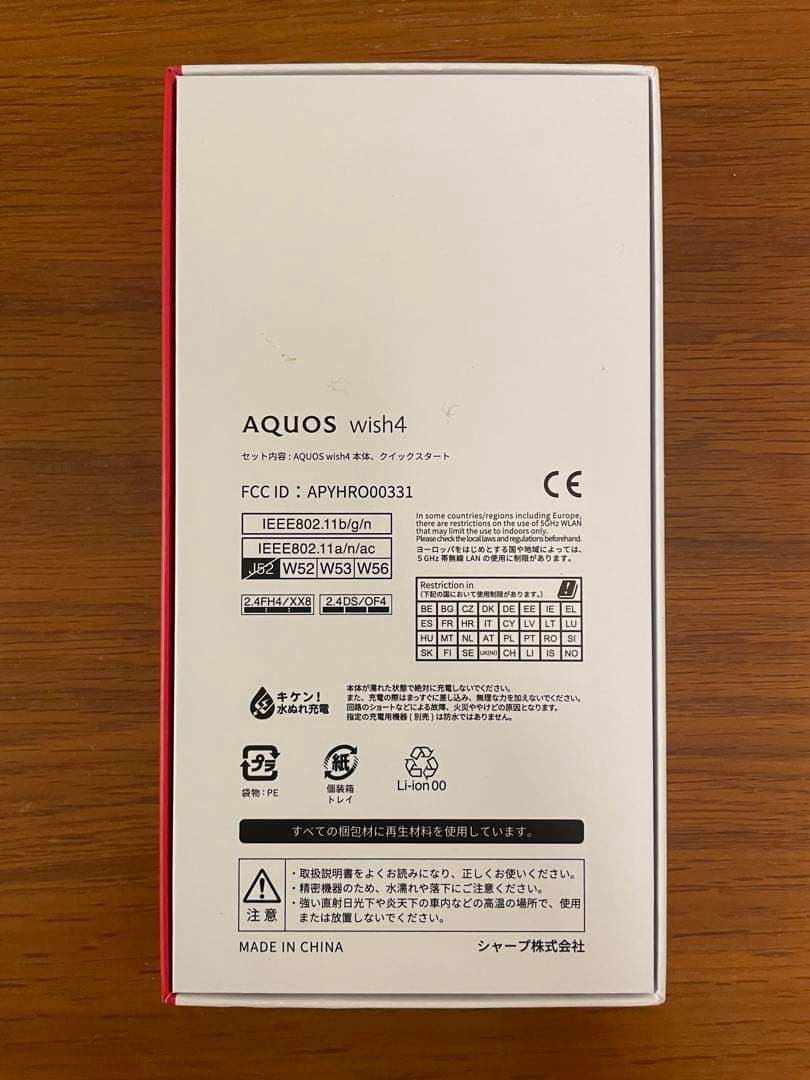 AQUOS wish4
セット内容 : AQUOS wish4 本体、クイックスタート
FCC ID : APYHRO00331
CE
IEEE802.11b/g/n
IEEE802.11a/n/ac
J52 W52 W53 W56
2.4FH4/XX8 2.4DS/OF4
In some countries/regions including Europe,
there are restrictions on the use of 5GHz WLAN
that may limit the use to indoors only.
Please check the local laws and regulations beforehand.
ヨーロッパをはじめとする国や地域によっては、
5GHz 帯無線 LAN の使用に制限があります。
Restriction in
(下記の国において使用制限があります。)
BE BG CZ DK DE EE IE EL
ES FR HR IT CY LV LT LU
HU MT NL AT PL PT RO SI
SK FI SE UK(NI) CH LI IS NO
キケン!
水ぬれ充電
本体が濡れた状態で絶対に充電しないでください。
また、充電の際はまっすぐに差し込み、無理な力を加えないでください。
回路のショートなどによる故障、火災ややけどの原因となります。
指定の充電用機器 ( 別売 ) は防水ではありません。
プラ
袋物 : PE
紙
個装箱
トレイ
Li-ion 00
すべての梱包材に再生材料を使用しています。
注意
・取扱説明書をよくお読みになり、正しくお使いください。
・精密機器のため、水濡れや落下にご注意ください。
・強い直射日光下や炎天下の車内などの高温の場所で、使用
または放置しないでください。
MADE IN CHINA
シャープ株式会社